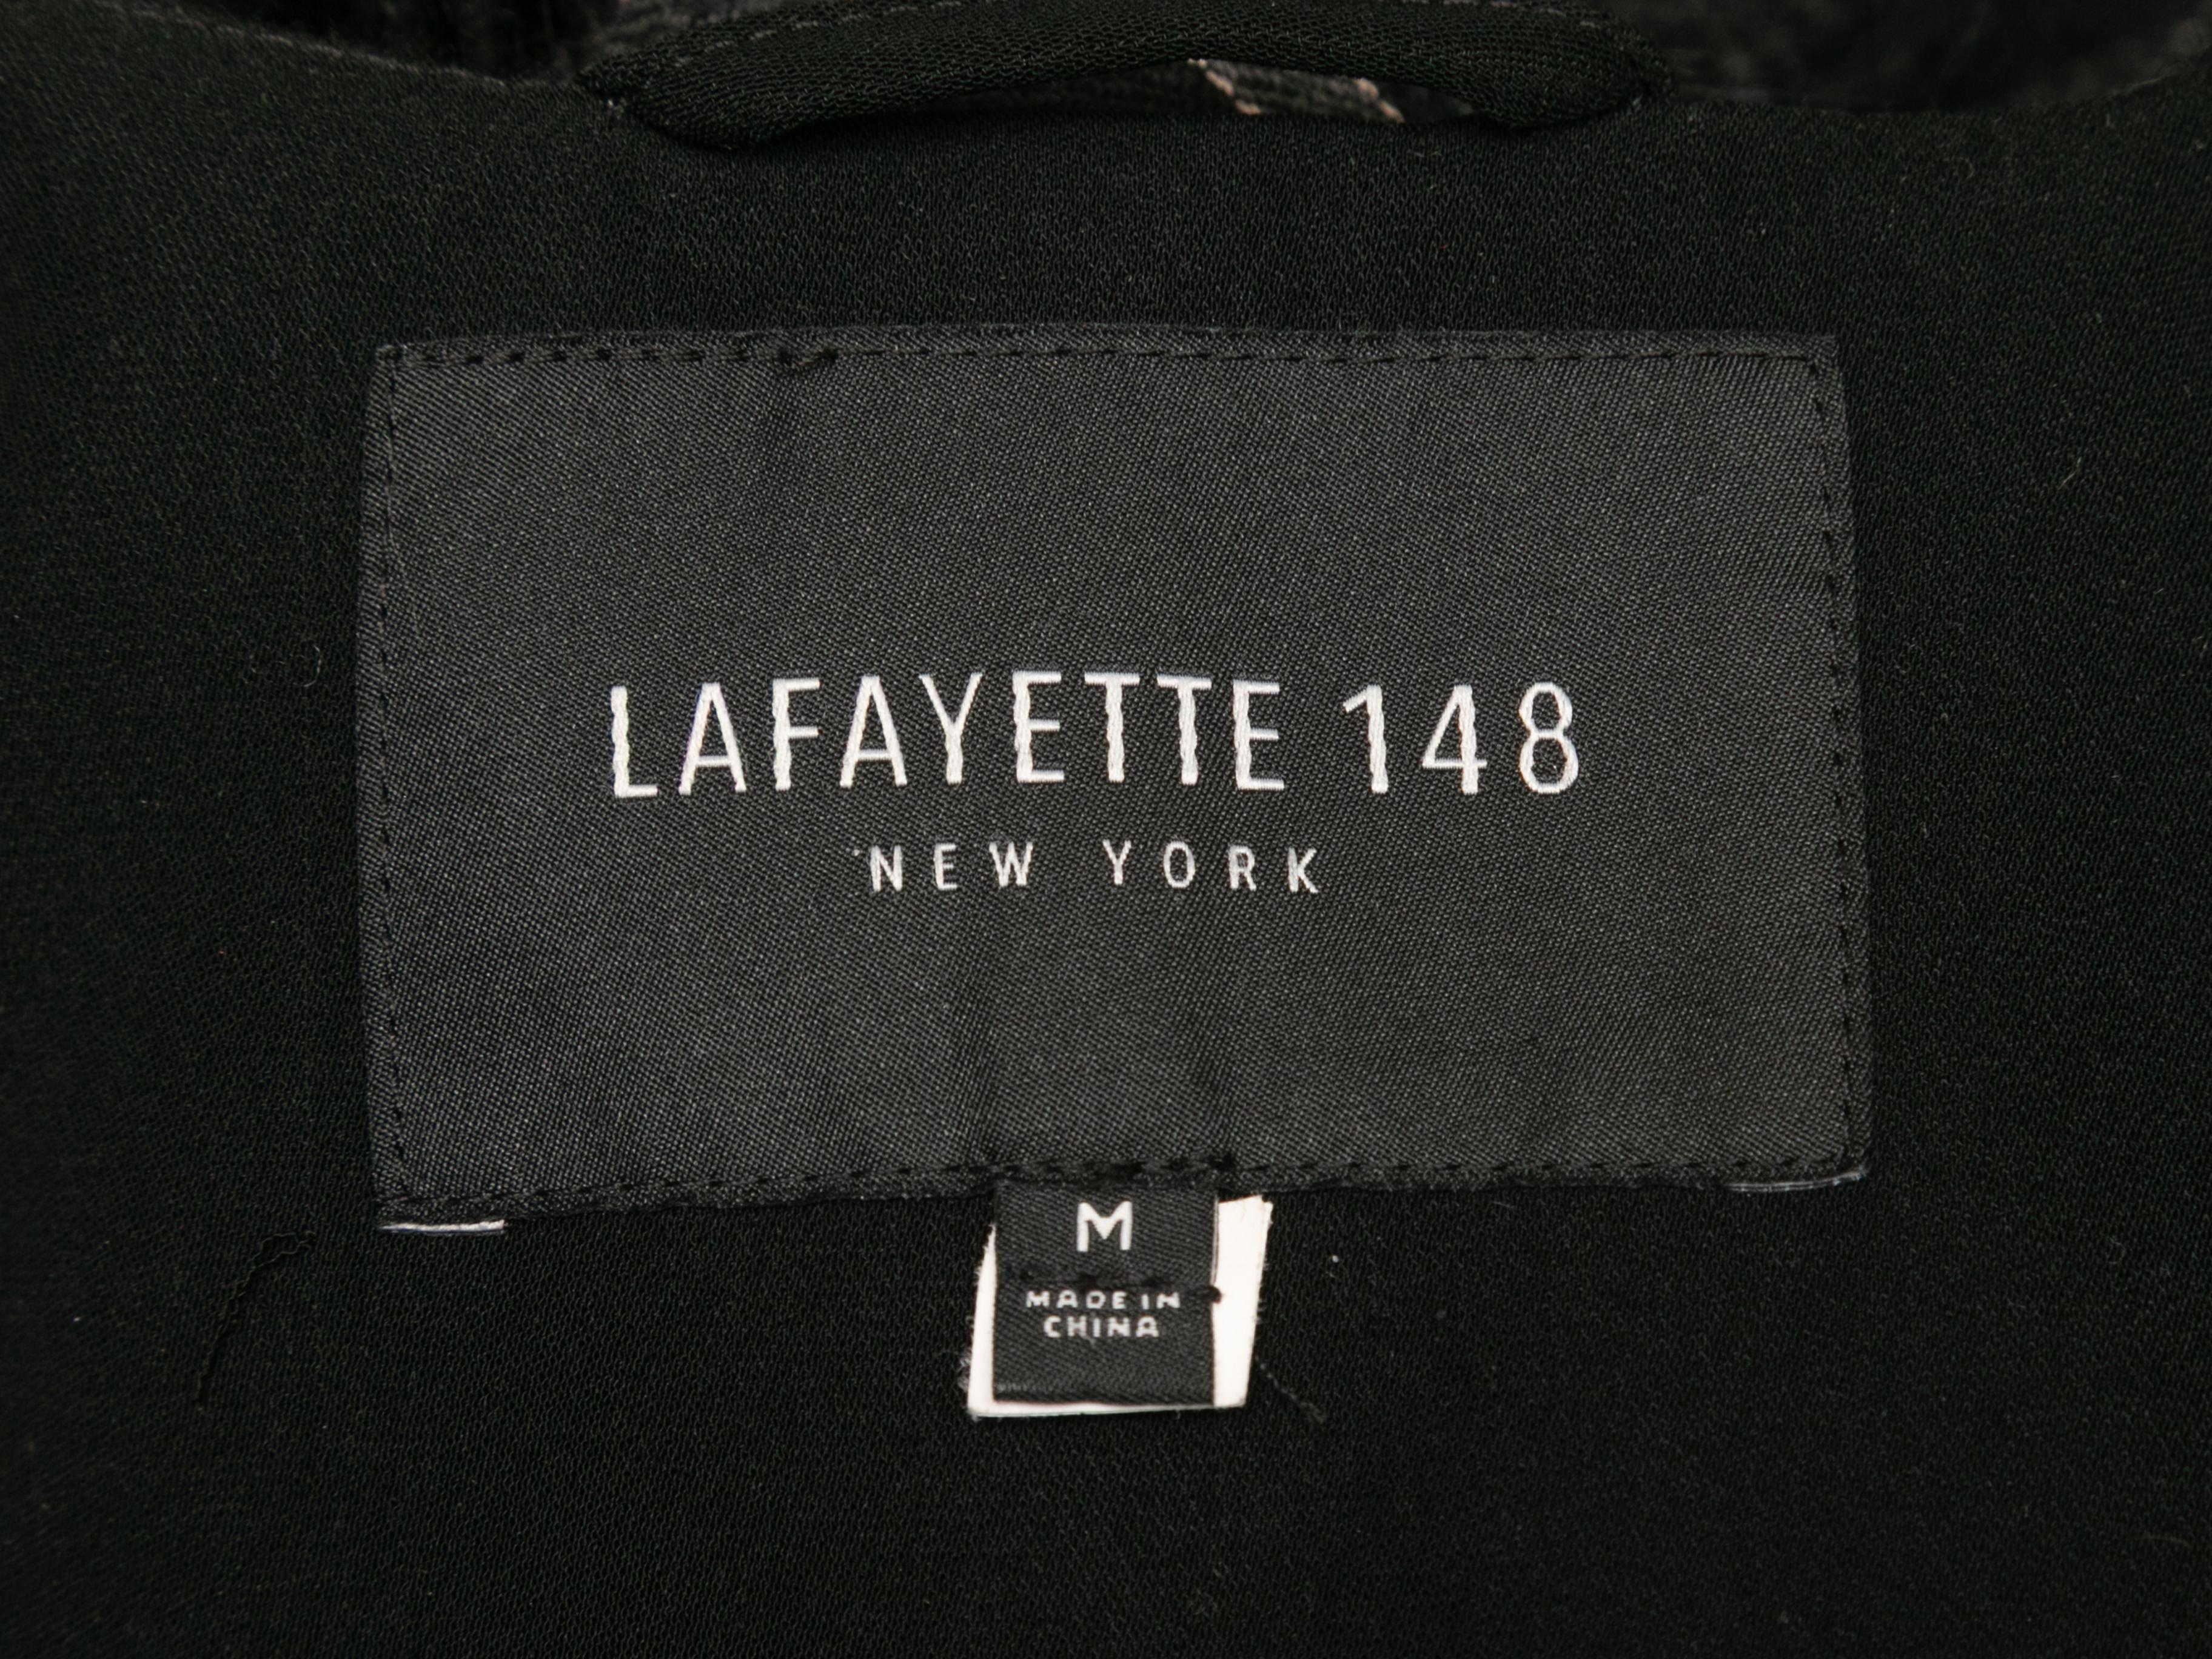 LAFAYETTE 148
NEW YORK
M
MADE IN
CHINA